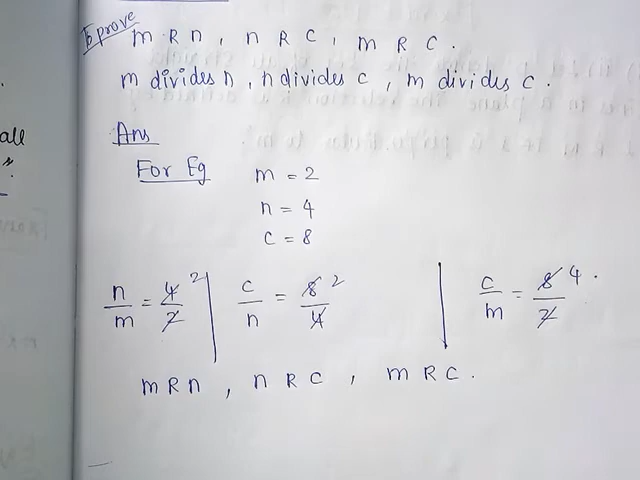 To prove m R n, n R C, m R C.
m divides n, n divides c, m divides c.
all
Ans
For Eg m = 2
n = 4
c = 8
n/m = 4/2 2 | c/n = 8/4 2 | c/m = 8/2 4.
m R n, n R C, m R C.